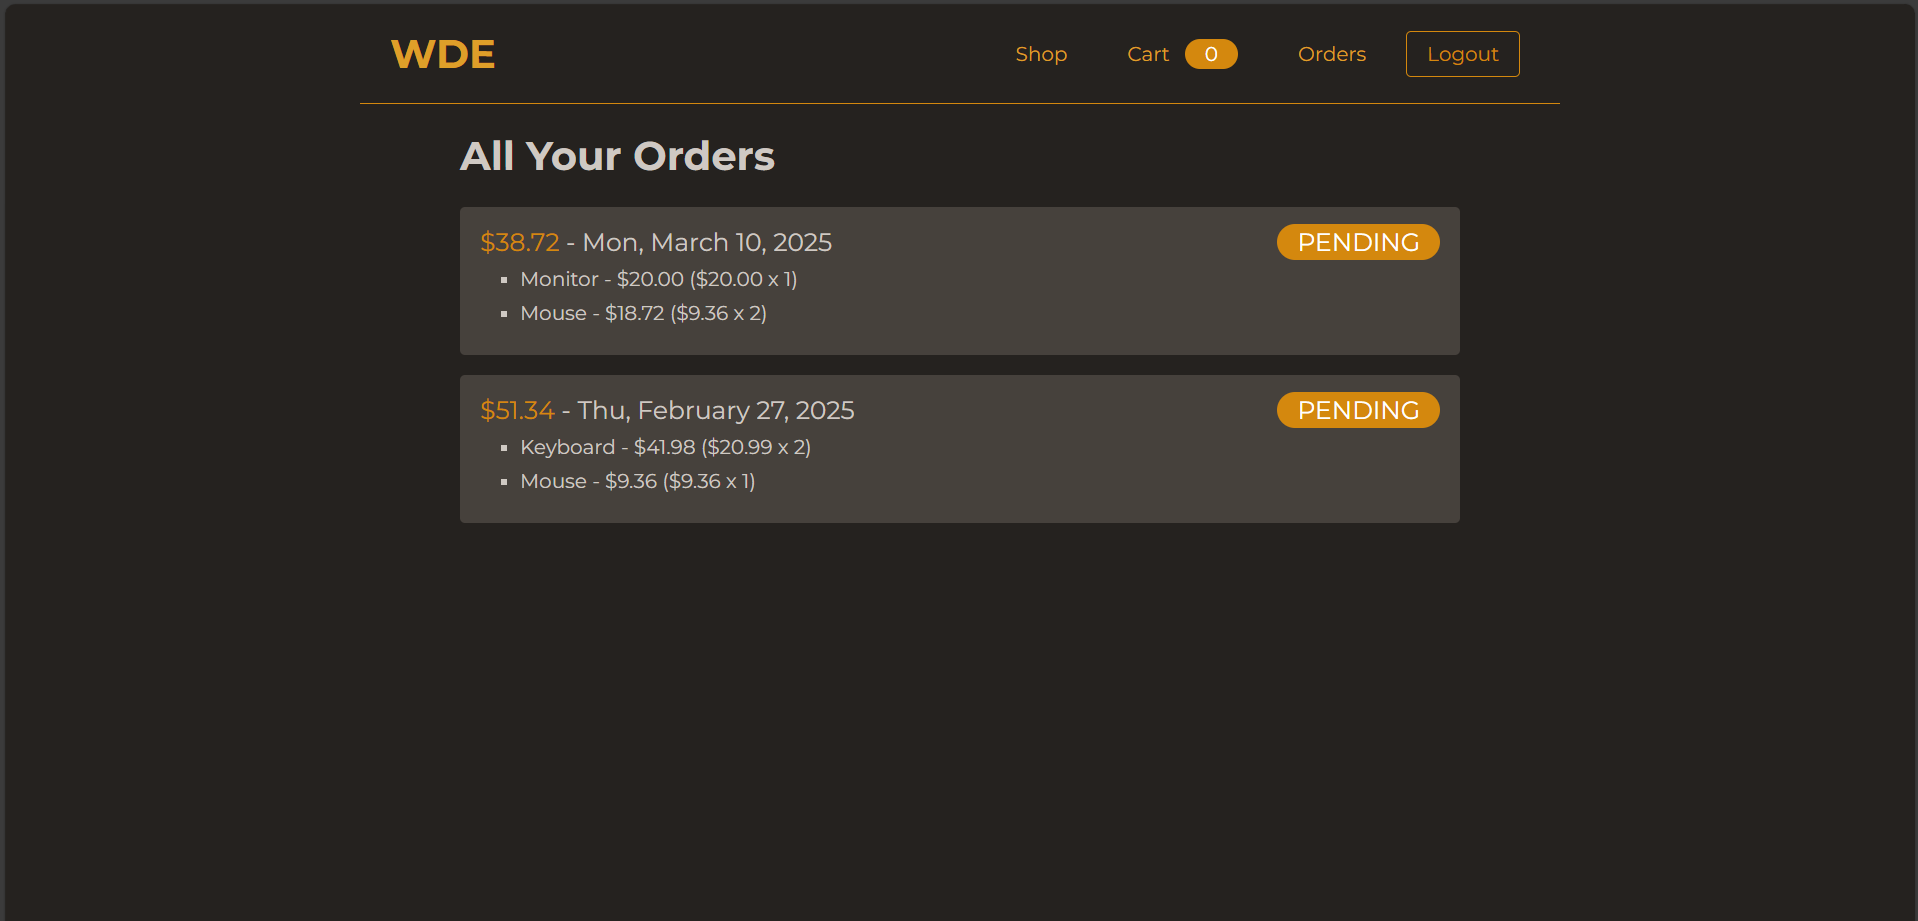 WDE
Shop Cart 0 Orders Logout
All Your Orders
$38.72 - Mon, March 10, 2025 PENDING
▪ Monitor - $20.00 ($20.00 x 1)
▪ Mouse - $18.72 ($9.36 x 2)
$51.34 - Thu, February 27, 2025 PENDING
▪ Keyboard - $41.98 ($20.99 x 2)
▪ Mouse - $9.36 ($9.36 x 1)